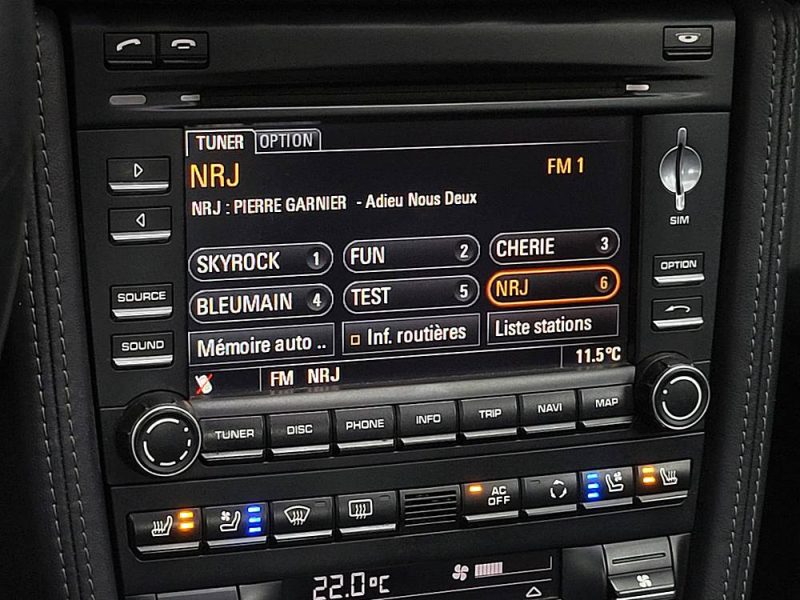 TUNER OPTION
NRJ FM 1
NRJ : PIERRE GARNIER - Adieu Nous Deux
SKYROCK 1 FUN 2 CHERIE 3
BLEUMAIN 4 TEST 5 NRJ 6
Mémoire auto .. Inf. routières Liste stations
11.5°C
FM NRJ
SIM
OPTION
SOURCE
SOUND
TUNER DISC PHONE INFO TRIP NAVI MAP
AC
OFF
22.0°C